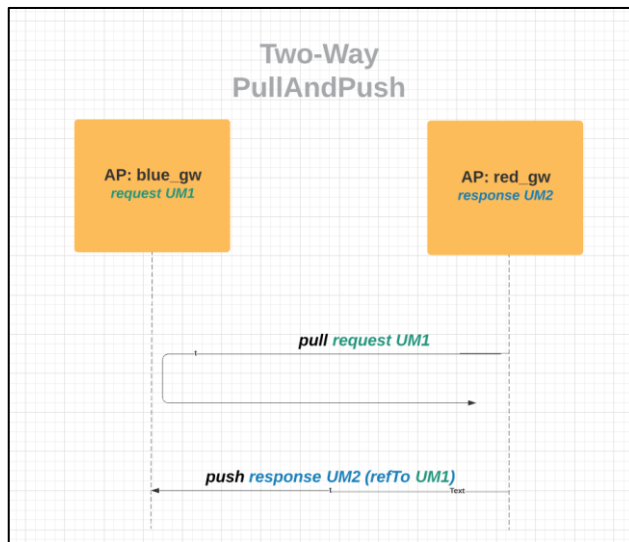 Two-Way
PullAndPush
AP: blue_gw
request UM1
AP: red_gw
response UM2
pull request UM1
t
push response UM2 (refTo UM1)
t
Text